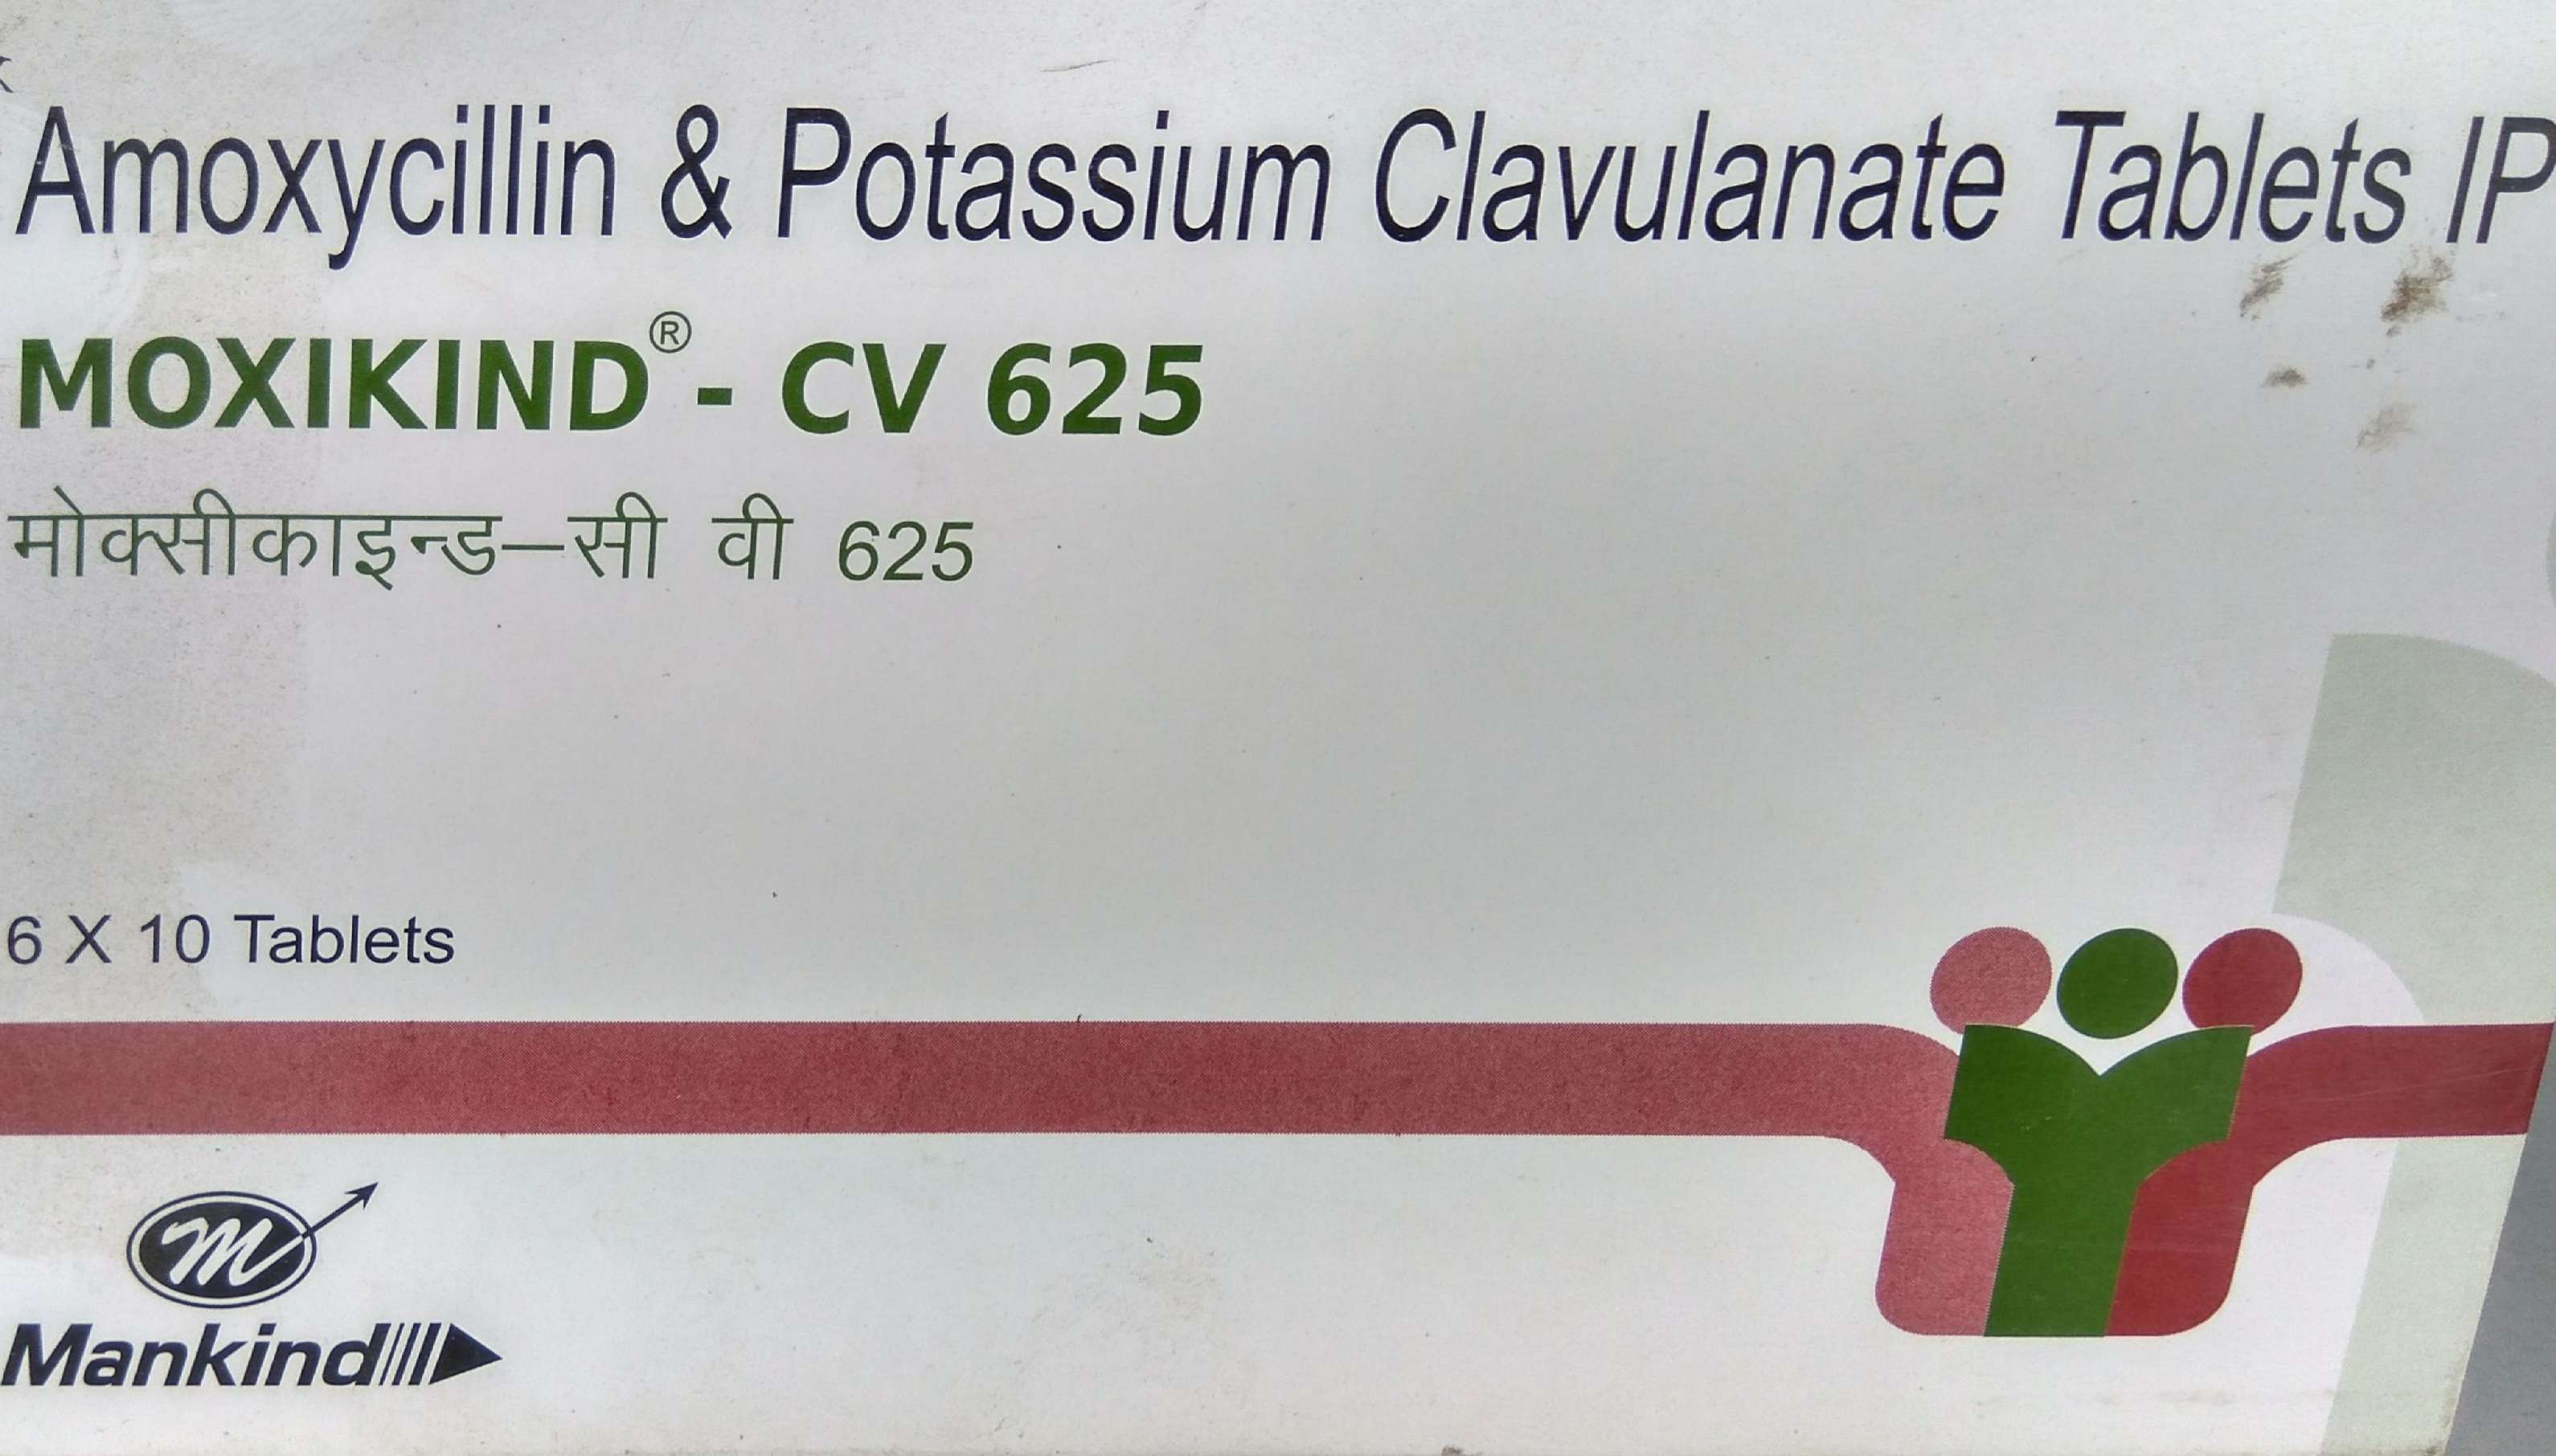 Amoxycillin & Potassium Clavulanate Tablets IP
MOXIKIND® - CV 625
मोक्सीकाइन्ड–सी वी 625
6 X 10 Tablets
m
Mankind